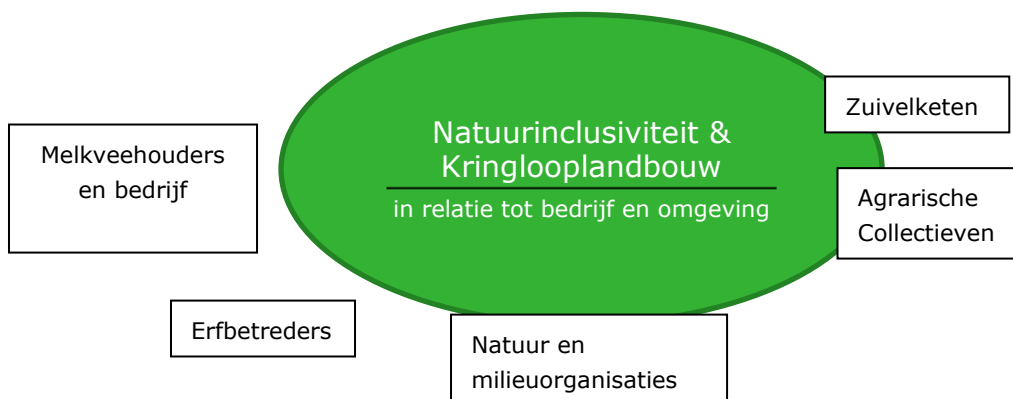 Natuurinclusiviteit &
Kringlooplandbouw
in relatie tot bedrijf en omgeving
Zuivelketen
Melkveehouders
en bedrijf
Agrarische
Collectieven
Erfbetreders
Natuur en
milieuorganisaties